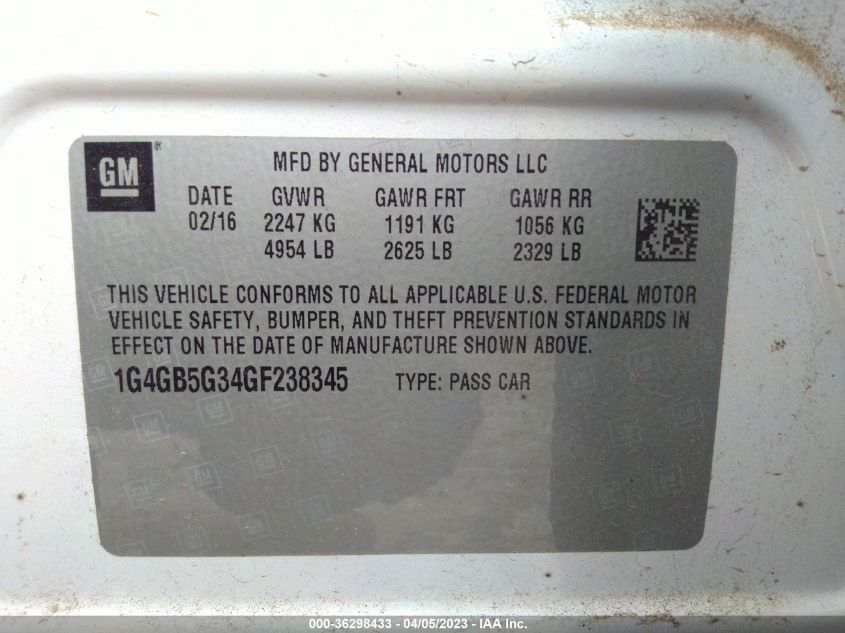 GM
MFD BY GENERAL MOTORS LLC
DATE GVWR GAWR FRT GAWR RR
02/16 2247 KG 1191 KG 1056 KG
4954 LB 2625 LB 2329 LB
THIS VEHICLE CONFORMS TO ALL APPLICABLE U.S. FEDERAL MOTOR
VEHICLE SAFETY, BUMPER, AND THEFT PREVENTION STANDARDS IN
EFFECT ON THE DATE OF MANUFACTURE SHOWN ABOVE.
1G4GB5G34GF238345 TYPE: PASS CAR
000-36298433 - 04/05/2023 - IAA Inc.